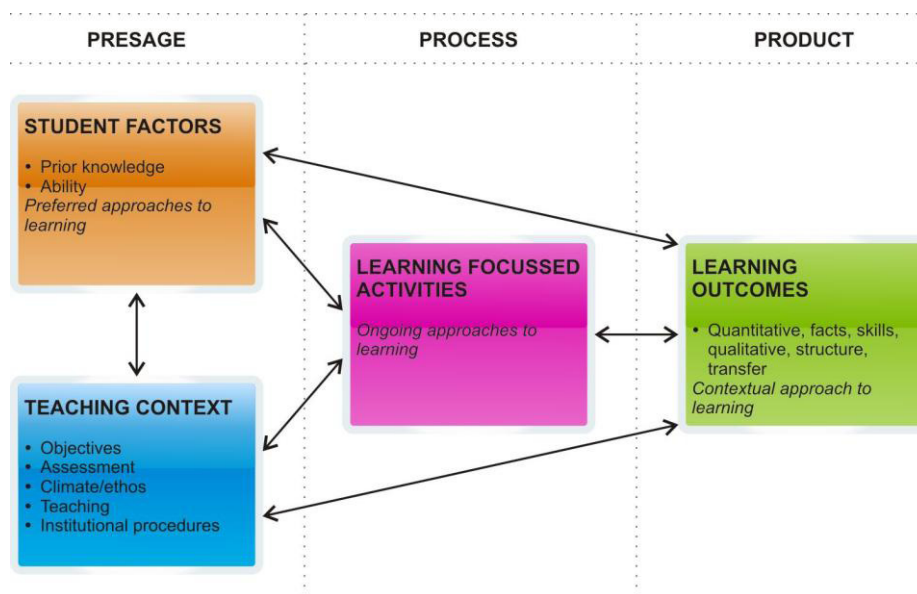 PRESAGE
PROCESS
PRODUCT
STUDENT FACTORS
• Prior knowledge
• Ability
Preferred approaches to
learning
TEACHING CONTEXT
• Objectives
• Assessment
• Climate/ethos
• Teaching
• Institutional procedures
LEARNING FOCUSSED
ACTIVITIES
Ongoing approaches to
learning
LEARNING
OUTCOMES
• Quantitative, facts, skills,
qualitative, structure,
transfer
Contextual approach to
learning